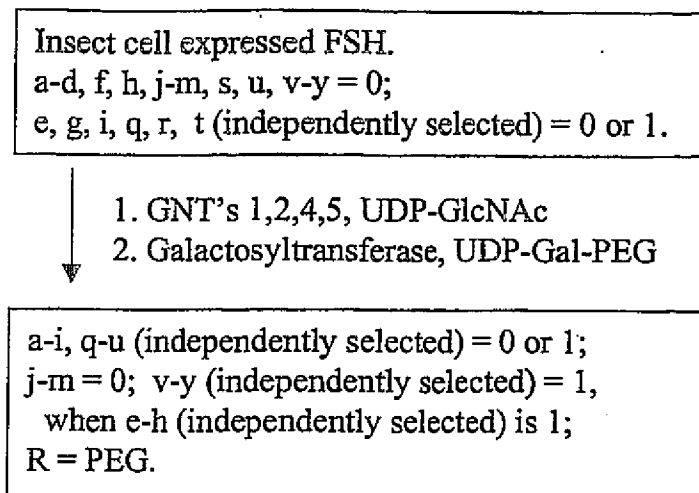 Insect cell expressed FSH.
a-d, f, h, j-m, s, u, v-y = 0;
e, g, i, q, r, t (independently selected) = 0 or 1.
1. GNT's 1,2,4,5, UDP-GlcNAc
2. Galactosyltransferase, UDP-Gal-PEG
a-i, q-u (independently selected) = 0 or 1;
j-m = 0; v-y (independently selected) = 1,
when e-h (independently selected) is 1;
R = PEG.